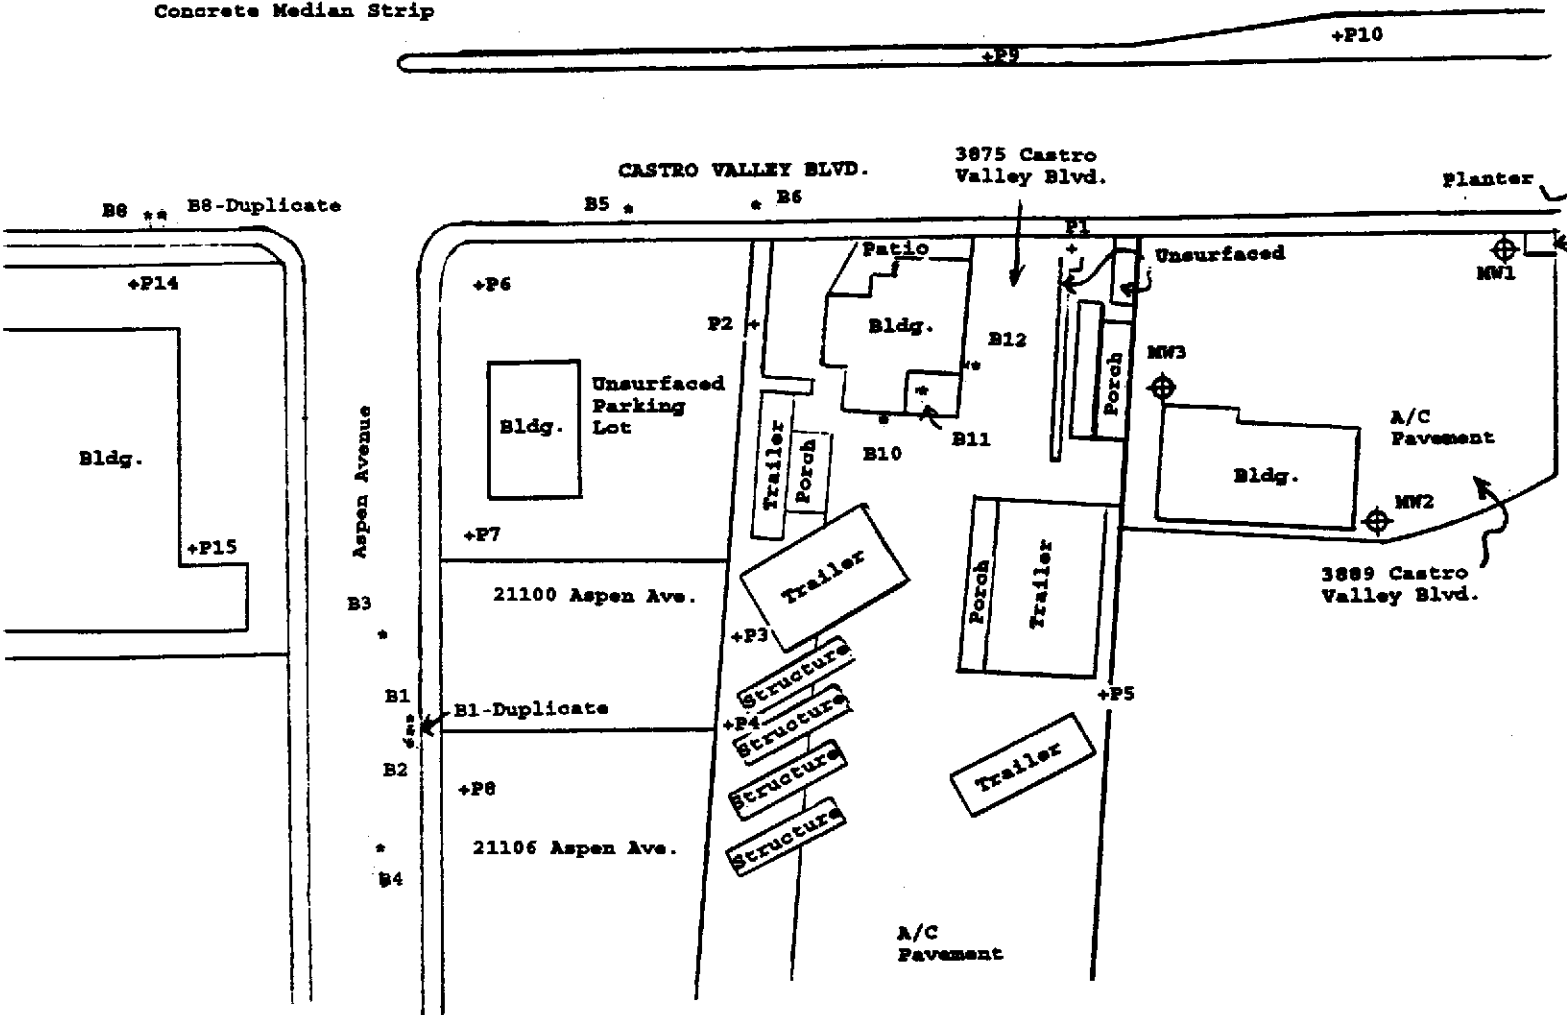 Concrete Median Strip
+P10
+P9
CASTRO VALLEY BLVD.
3875 Castro
Valley Blvd.
Planter
B8
B8-Duplicate
B5
B6
P1
Patio
Unsurfaced
MW1
+P14
+P6
P2
Bldg.
B12
MW3
Porch
Unsurfaced
Parking
Lot
Bldg.
Bldg.
Aspen Avenue
Trailer
Porch
B10
B11
A/C
Pavement
Bldg.
MW2
+P7
+P15
3889 Castro
Valley Blvd.
Trailer
Porch
Trailer
B3
21100 Aspen Ave.
+P3
Structure
B1
B1-Duplicate
+P4
Structure
+P5
B2
Structure
Trailer
+P8
Structure
21106 Aspen Ave.
B4
A/C
Pavement